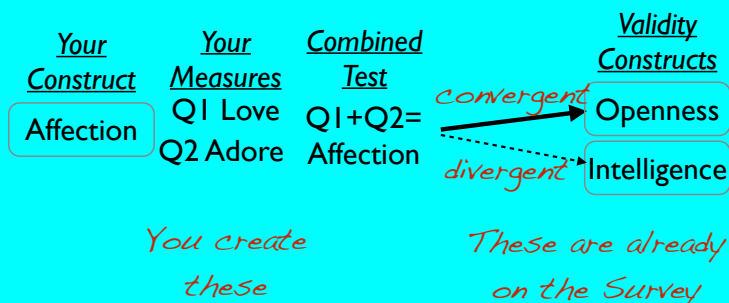 Your Construct
Affection
Your Measures
Q1 Love
Q2 Adore
Combined Test
Q1+Q2=
Affection
convergent
divergent
Validity Constructs
Openness
Intelligence
You create
these
These are already
on the Survey